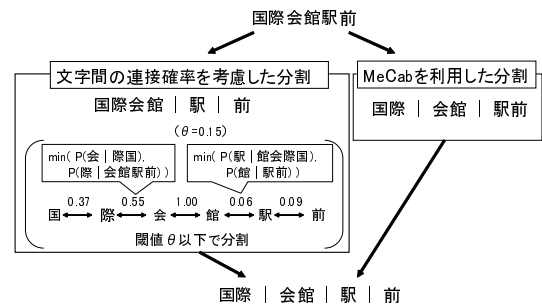 国際会館駅前
文字間の連接確率を考慮した分割
国際会館 | 駅 | 前
(θ=0.15)
min( P(会 | 際国),
P(際 | 会館駅前) )
min( P(駅 | 館会際国),
P(館 | 駅前) )
0.37 0.55 1.00 0.06 0.09
国 際 会 館 駅 前
閾値θ以下で分割
MeCabを利用した分割
国際 | 会館 | 駅前
国際 | 会館 | 駅 | 前